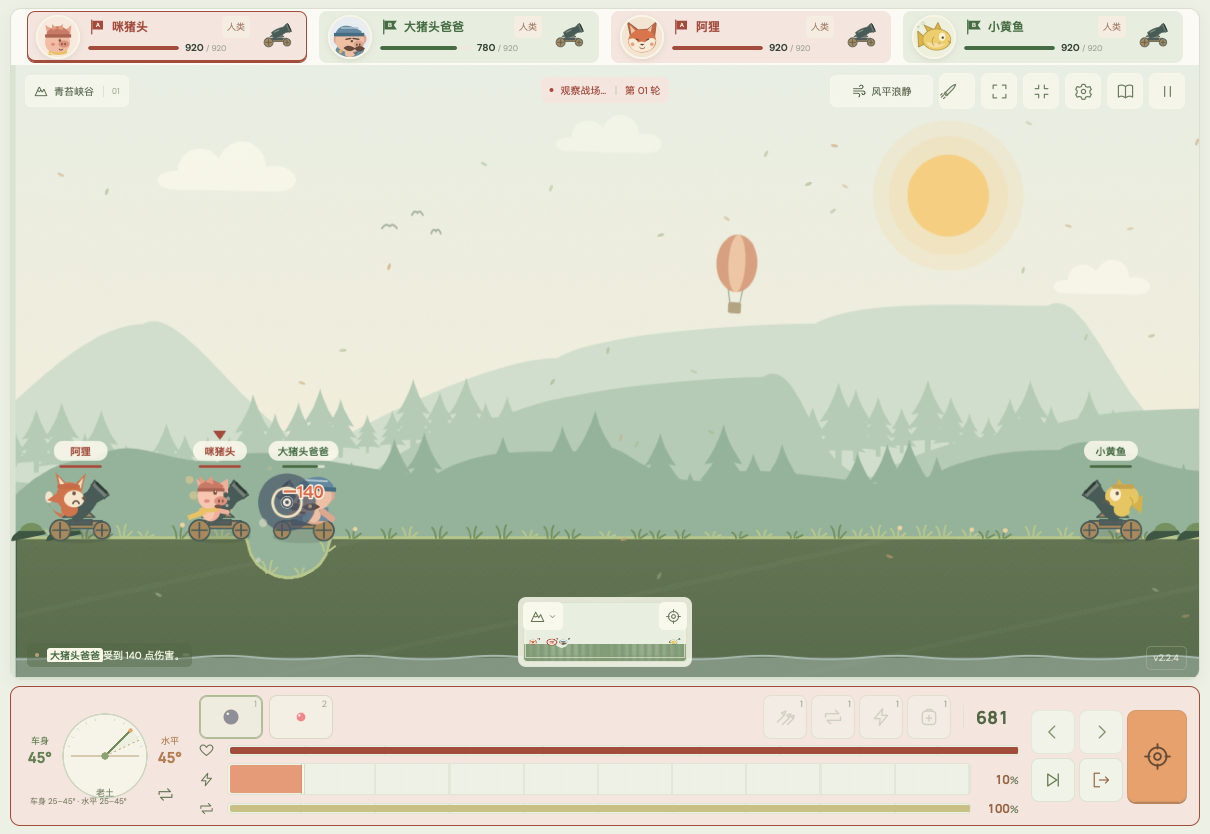 A 咪猪头 人类
920 / 920
B 大猪头爸爸 人类
780 / 920
A 阿狸 人类
920 / 920
B 小黄鱼 人类
920 / 920
青苔峡谷 01
观察战场… 第 01 轮
风平浪静
阿狸
咪猪头
大猪头爸爸
小黄鱼
-140
大猪头爸爸 受到 140 点伤害。
v2.2.4
1
2
1
1
1
1
681
车身
45°
水平
45°
老土
车身 25–45° · 水平 25–45°
10%
100%